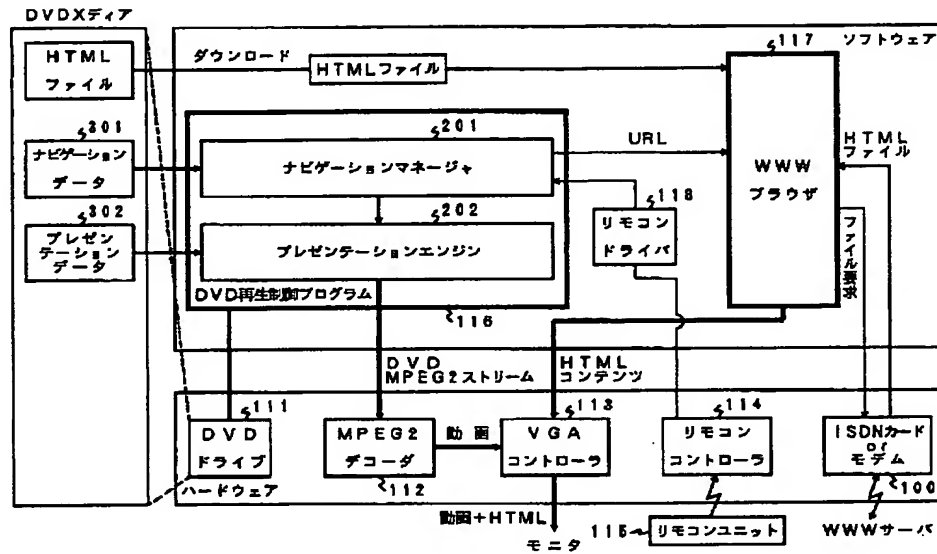 DVDメディア
HTML
ファイル
301
ナビゲーション
データ
302
プレゼン
テーション
データ
ソフトウェア
117
ダウンロード
HTMLファイル
201
ナビゲーションマネージャ
202
プレゼンテーションエンジン
DVD再生制御プログラム
116
URL
118
リモコン
ドライバ
WWW
ブラウザ
HTML
ファイル
ファイル要求
DVD
MPEG2ストリーム
HTML
コンテンツ
111
DVD
ドライブ
ハードウェア
MPEG2
デコーダ
112
動画
113
VGA
コントローラ
114
リモコン
コントローラ
ISDNカード
or
モデム
100
動画+HTML
モニタ
115
リモコンユニット
WWWサーバ